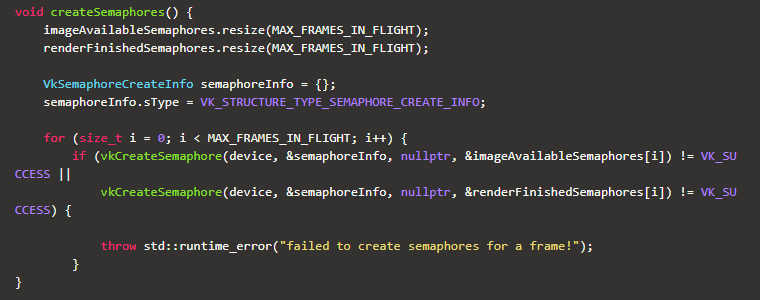 void createSemaphores() {
    imageAvailableSemaphores.resize(MAX_FRAMES_IN_FLIGHT);
    renderFinishedSemaphores.resize(MAX_FRAMES_IN_FLIGHT);

    VkSemaphoreCreateInfo semaphoreInfo = {};
    semaphoreInfo.sType = VK_STRUCTURE_TYPE_SEMAPHORE_CREATE_INFO;

    for (size_t i = 0; i < MAX_FRAMES_IN_FLIGHT; i++) {
        if (vkCreateSemaphore(device, &semaphoreInfo, nullptr, &imageAvailableSemaphores[i]) != VK_SU
CCESS ||
            vkCreateSemaphore(device, &semaphoreInfo, nullptr, &renderFinishedSemaphores[i]) != VK_SU
CCESS) {

            throw std::runtime_error("failed to create semaphores for a frame!");
        }
}